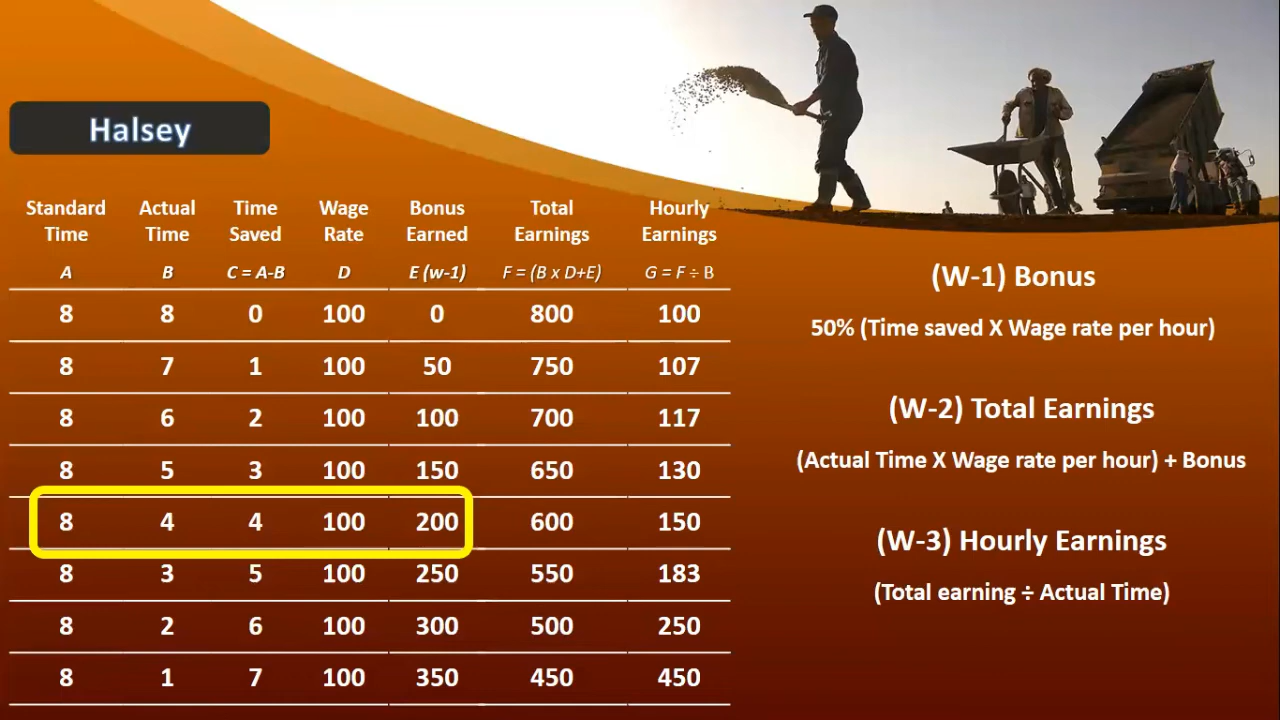 Halsey
Standard Time Actual Time Time Saved Wage Rate Bonus Earned Total Earnings Hourly Earnings
A B C = A-B D E (w-1) F = (B x D+E) G = F ÷ B
8 8 0 100 0 800 100
8 7 1 100 50 750 107
8 6 2 100 100 700 117
8 5 3 100 150 650 130
8 4 4 100 200 600 150
8 3 5 100 250 550 183
8 2 6 100 300 500 250
8 1 7 100 350 450 450
(W-1) Bonus
50% (Time saved X Wage rate per hour)
(W-2) Total Earnings
(Actual Time X Wage rate per hour) + Bonus
(W-3) Hourly Earnings
(Total earning ÷ Actual Time)